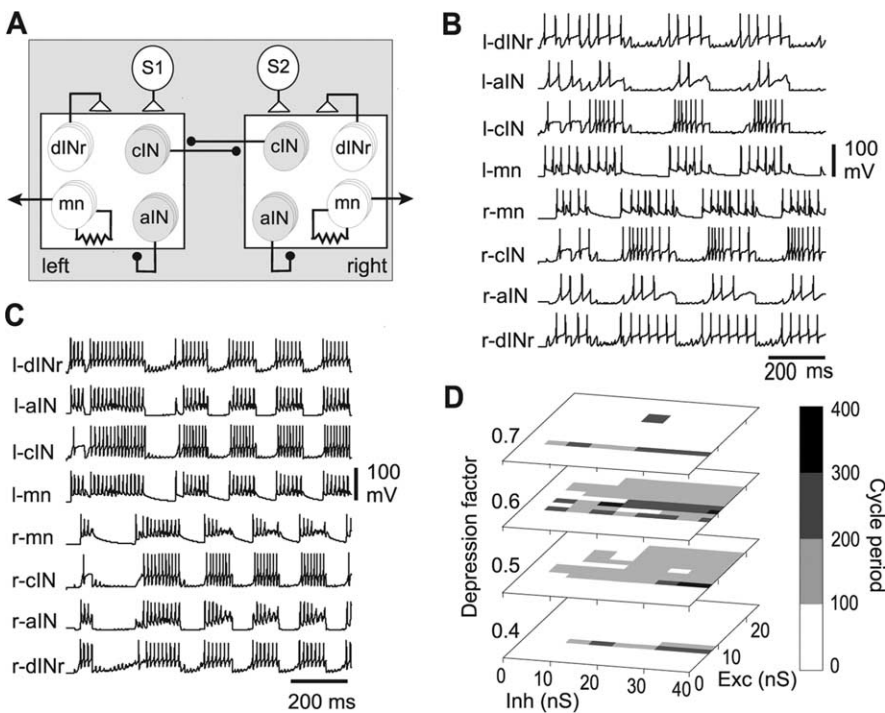 A
S1
S2
dINr
cIN
cIN
dINr
mn
aIN
aIN
mn
left
right
B
l-dINr
l-aIN
l-cIN
l-mn
r-mn
r-cIN
r-aIN
r-dINr
100
mV
200 ms
C
l-dINr
l-aIN
l-cIN
l-mn
r-mn
r-cIN
r-aIN
r-dINr
100
mV
200 ms
D
Depression factor
0.7
0.6
0.5
0.4
0 10 20 30 40
Inh (nS)
0 10 20
Exc (nS)
400
300
200
100
0
Cycle period